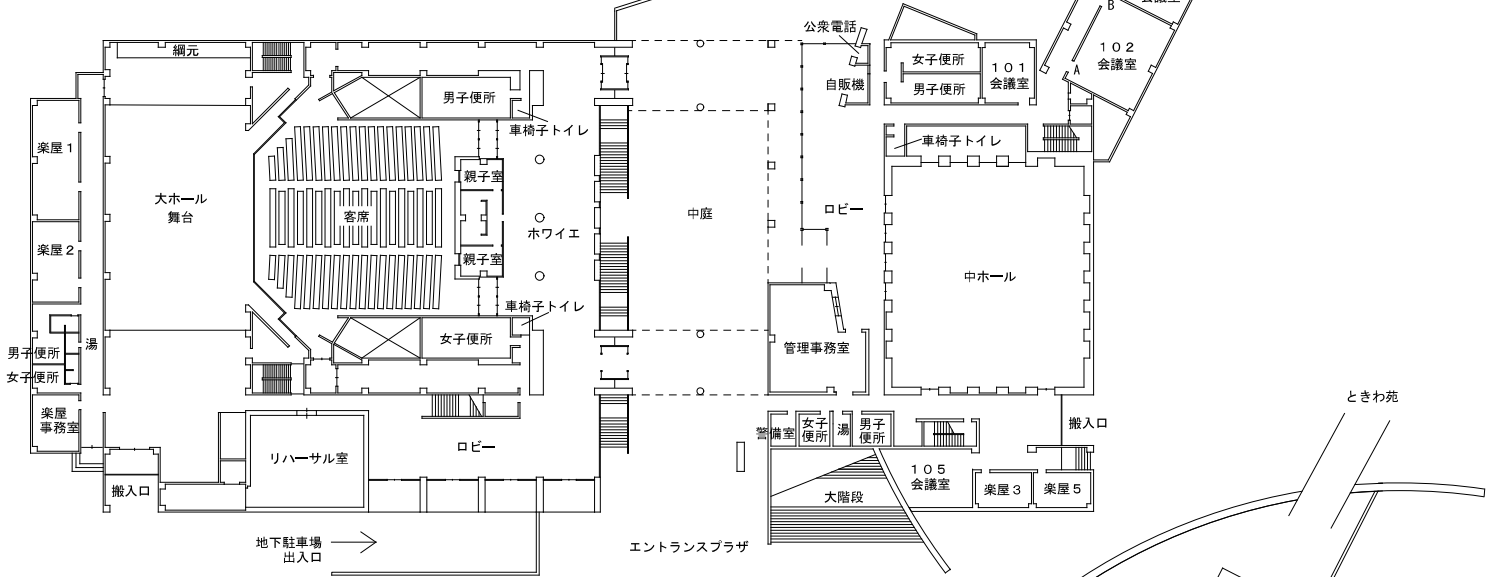 会議室
B
102
会議室
A
公衆電話
自販機
女子便所
101
会議室
男子便所
綱元
男子便所
車椅子トイレ
車椅子トイレ
楽屋1
大ホール
舞台
客席
親子室
ホワイエ
中庭
ロビー
楽屋2
親子室
中ホール
車椅子トイレ
湯
男子便所
女子便所
女子便所
管理事務室
楽屋
事務室
ときわ苑
ロビー
リハーサル室
警備室
女子
便所
湯
男子
便所
搬入口
105
会議室
搬入口
大階段
楽屋3
楽屋5
地下駐車場
出入口
エントランスプラザ